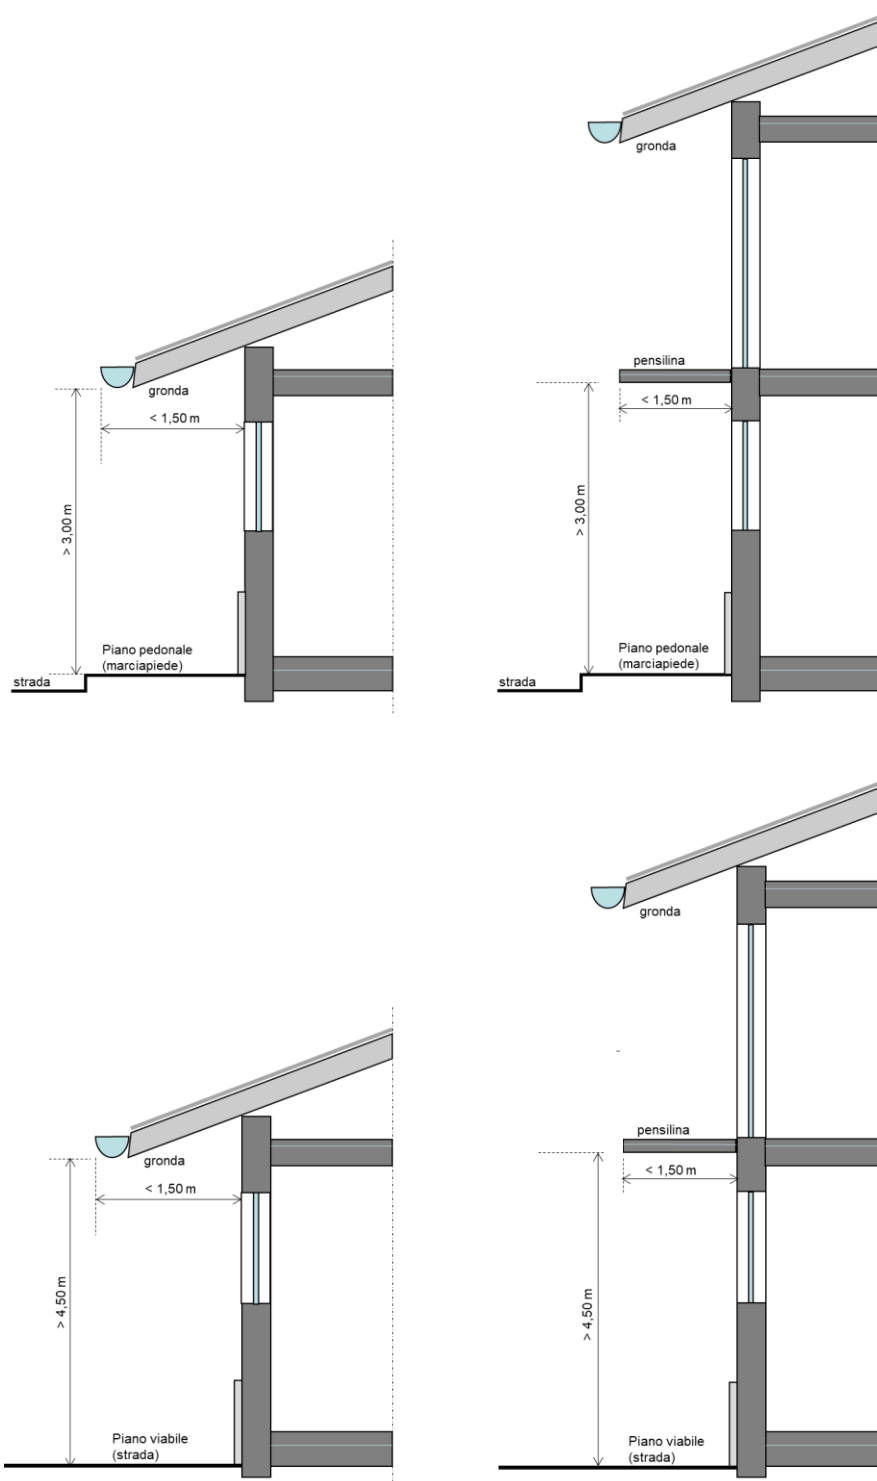 gronda
< 1,50 m
> 3,00 m
Piano pedonale
(marciapiede)
strada
gronda
pensilina
< 1,50 m
> 3,00 m
Piano pedonale
(marciapiede)
strada
gronda
< 1,50 m
> 4,50 m
Piano viabile
(strada)
gronda
pensilina
< 1,50 m
> 4,50 m
Piano viabile
(strada)